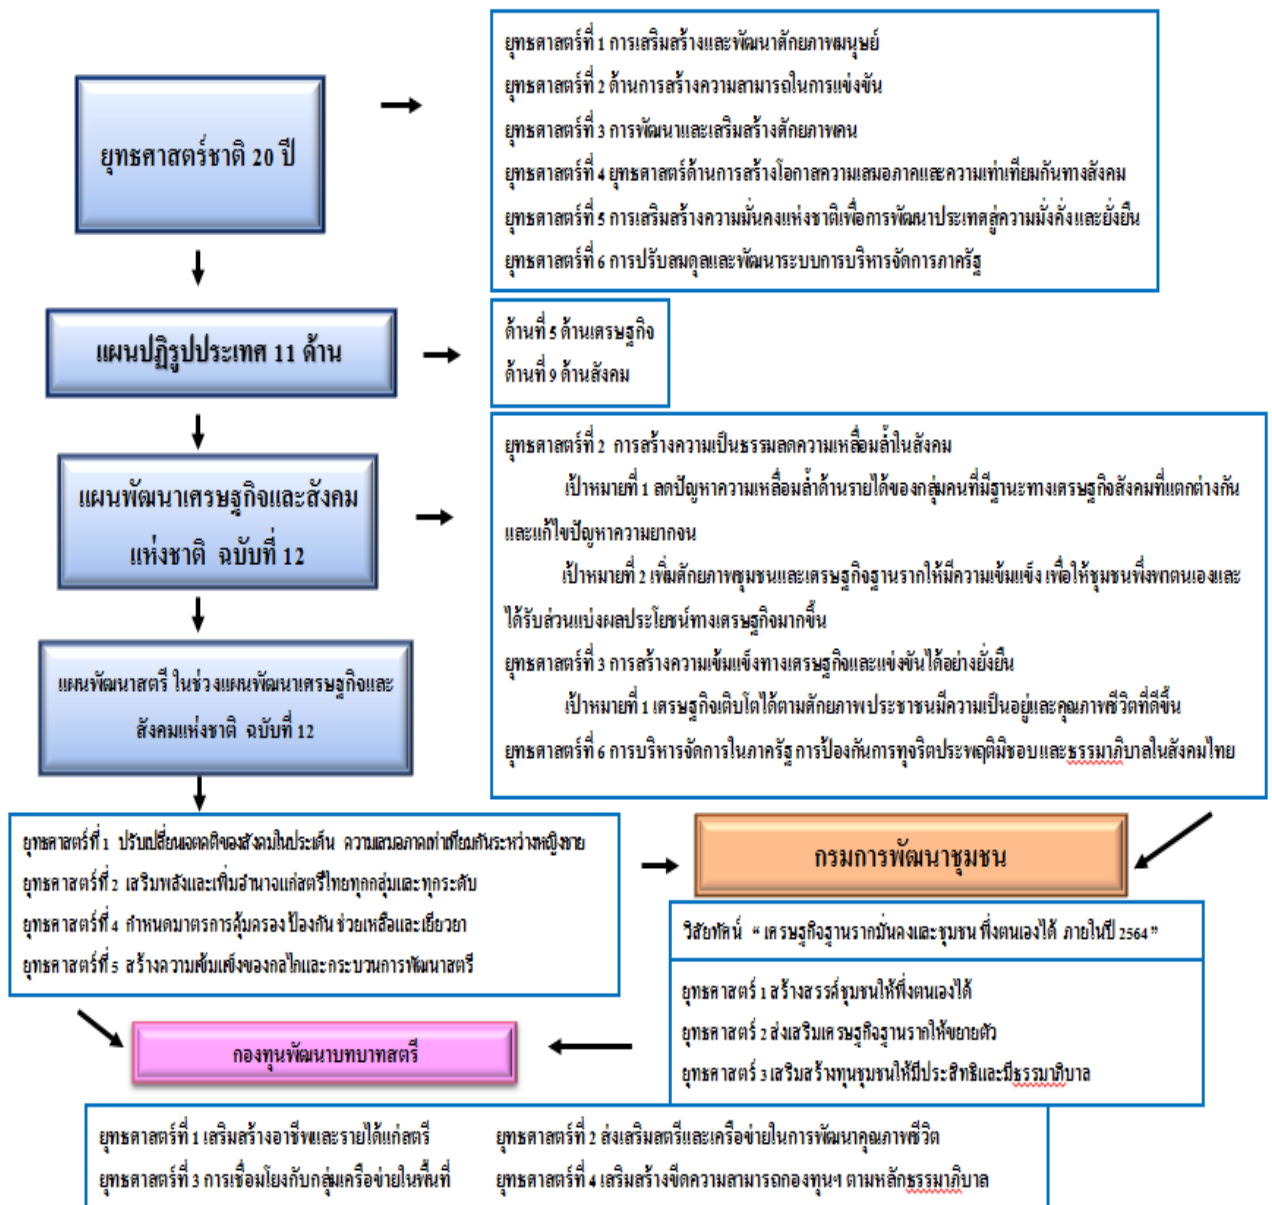 ยุทธศาสตร์ชาติ 20 ปี
ยุทธศาสตร์ที่ 1 การเสริมสร้างและพัฒนาศักยภาพมนุษย์
ยุทธศาสตร์ที่ 2 ด้านการสร้างความสามารถในการแข่งขัน
ยุทธศาสตร์ที่ 3 การพัฒนาและเสริมสร้างศักยภาพคน
ยุทธศาสตร์ที่ 4 ยุทธศาสตร์ด้านการสร้างโอกาสความเสมอภาคและความเท่าเทียมกันทางสังคม
ยุทธศาสตร์ที่ 5 การเสริมสร้างความมั่นคงแห่งชาติเพื่อการพัฒนาประเทศสู่ความมั่งคั่งและยั่งยืน
ยุทธศาสตร์ที่ 6 การปรับสมดุลและพัฒนาระบบการบริหารจัดการภาครัฐ
แผนปฏิรูปประเทศ 11 ด้าน
ด้านที่ 5 ด้านเศรษฐกิจ
ด้านที่ 9 ด้านสังคม
แผนพัฒนาเศรษฐกิจและสังคม
แห่งชาติ ฉบับที่ 12
ยุทธศาสตร์ที่ 2 การสร้างความเป็นธรรมลดความเหลื่อมล้ำในสังคม
เป้าหมายที่ 1 ลดปัญหาความเหลื่อมล้ำด้านรายได้ของกลุ่มคนที่มีฐานะทางเศรษฐกิจสังคมที่แตกต่างกัน
และแก้ไขปัญหาความยากจน
เป้าหมายที่ 2 เพิ่มศักยภาพชุมชนและเศรษฐกิจฐานรากให้มีความเข้มแข็ง เพื่อให้ชุมชนพึ่งพาตนเองและ
ได้รับส่วนแบ่งผลประโยชน์ทางเศรษฐกิจมากขึ้น
ยุทธศาสตร์ที่ 3 การสร้างความเข้มแข็งทางเศรษฐกิจและแข่งขันได้อย่างยั่งยืน
เป้าหมายที่ 1 เศรษฐกิจเติบโตได้ตามศักยภาพ ประชาชนมีความเป็นอยู่และคุณภาพชีวิตที่ดีขึ้น
ยุทธศาสตร์ที่ 6 การบริหารจัดการในภาครัฐ การป้องกันการทุจริตประพฤติมิชอบ และธรรมาภิบาลในสังคมไทย
แผนพัฒนาสตรี ในช่วงแผนพัฒนาเศรษฐกิจและ
สังคมแห่งชาติ ฉบับที่ 12
ยุทธศาสตร์ที่ 1 ปรับเปลี่ยนเจตคติของสังคมในประเด็น ความเสมอภาคเท่าเทียมกันระหว่างหญิงชาย
ยุทธศาสตร์ที่ 2 เสริมพลังและเพิ่มอำนาจแก่สตรีไทยทุกกลุ่มและทุกระดับ
ยุทธศาสตร์ที่ 4 กำหนดมาตรการคุ้มครอง ป้องกัน ช่วยเหลือและเยียวยา
ยุทธศาสตร์ที่ 5 สร้างความเข้มแข็งของกลไกและกระบวนการพัฒนาสตรี
กรมการพัฒนาชุมชน
วิสัยทัศน์ “ เศรษฐกิจฐานรากมั่นคงและชุมชน พึ่งตนเองได้ ภายในปี 2564 ”
ยุทธศาสตร์ 1 สร้างสรรค์ชุมชนให้พึ่งตนเองได้
ยุทธศาสตร์ 2 ส่งเสริมเศรษฐกิจฐานรากให้ขยายตัว
ยุทธศาสตร์ 3 เสริมสร้างทุนชุมชนให้มีประสิทธิและมีธรรมาภิบาล
กองทุนพัฒนาบทบาทสตรี
ยุทธศาสตร์ที่ 1 เสริมสร้างอาชีพและรายได้แก่สตรี ยุทธศาสตร์ที่ 2 ส่งเสริมสตรีและเครือข่ายในการพัฒนาคุณภาพชีวิต
ยุทธศาสตร์ที่ 3 การเชื่อมโยงกับกลุ่มเครือข่ายในพื้นที่ ยุทธศาสตร์ที่ 4 เสริมสร้างขีดความสามารถกองทุนฯ ตามหลักธรรมาภิบาล